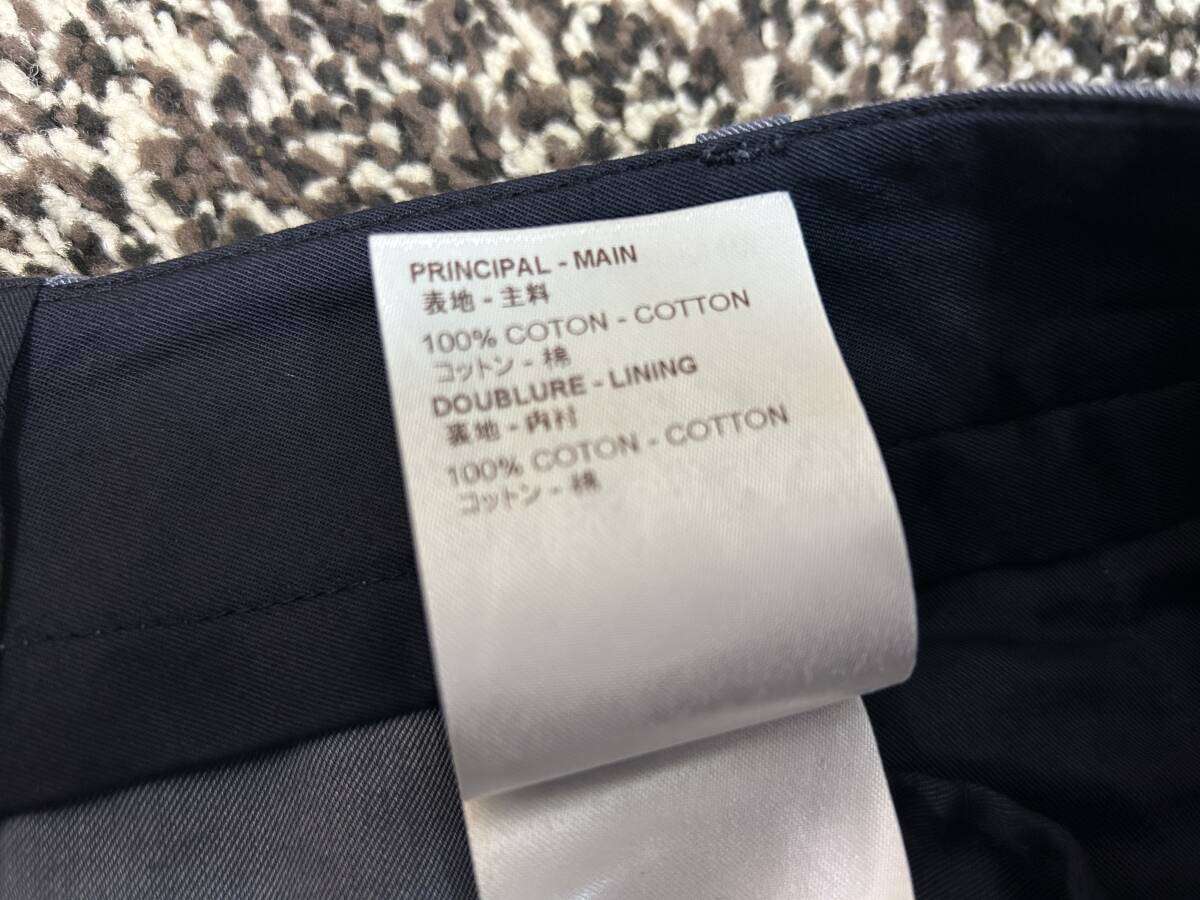 PRINCIPAL - MAIN
表地 - 主料
100% COTON - COTTON
コットン - 棉
DOUBLURE - LINING
裏地 - 内衬
100% COTON - COTTON
コットン - 棉